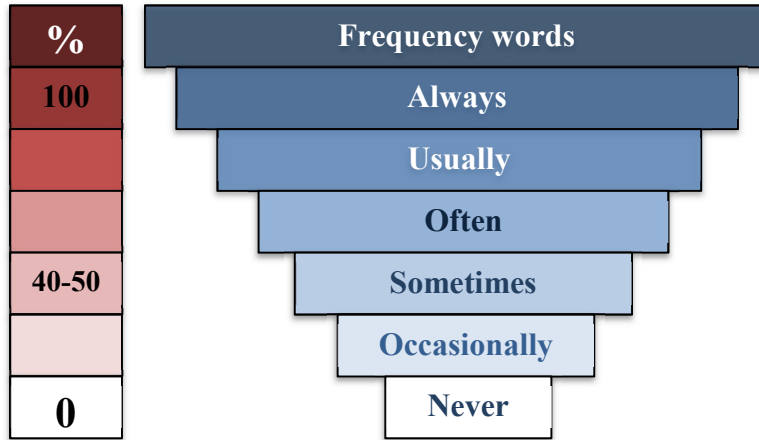 % Frequency words
100 Always
Usually
Often
40-50 Sometimes
Occasionally
0 Never